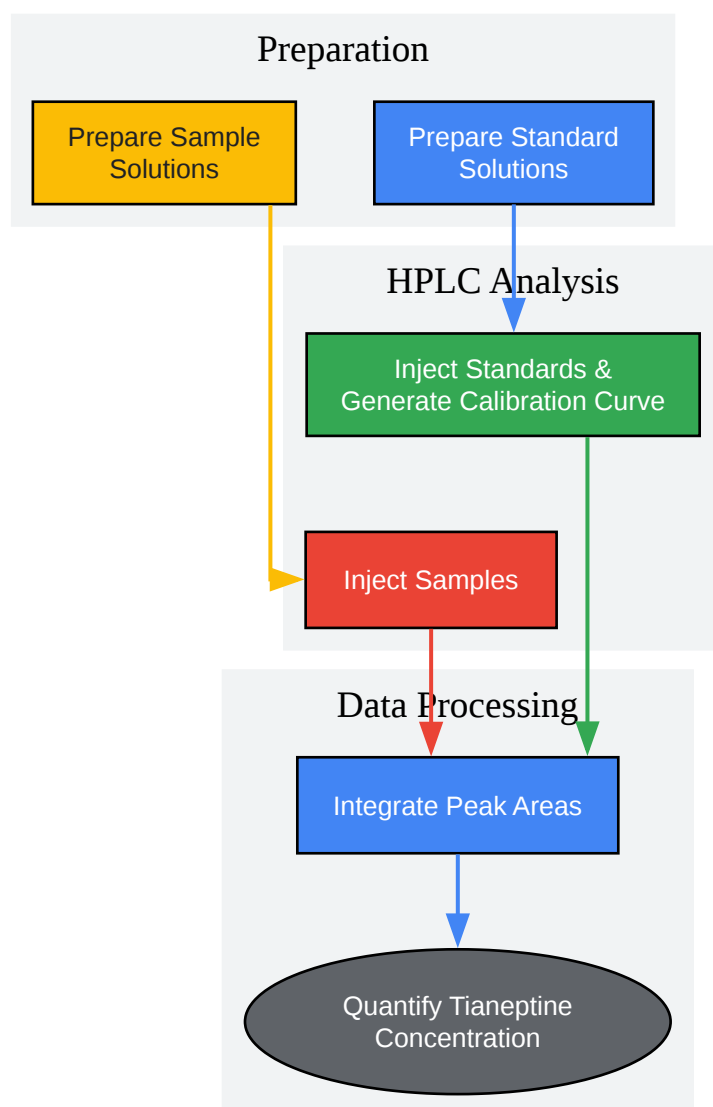 Preparation
Prepare Sample
Solutions
Prepare Standard
Solutions
HPLC Analysis
Inject Standards &
Generate Calibration Curve
Inject Samples
Data Processing
Integrate Peak Areas
Quantify Tianeptine
Concentration